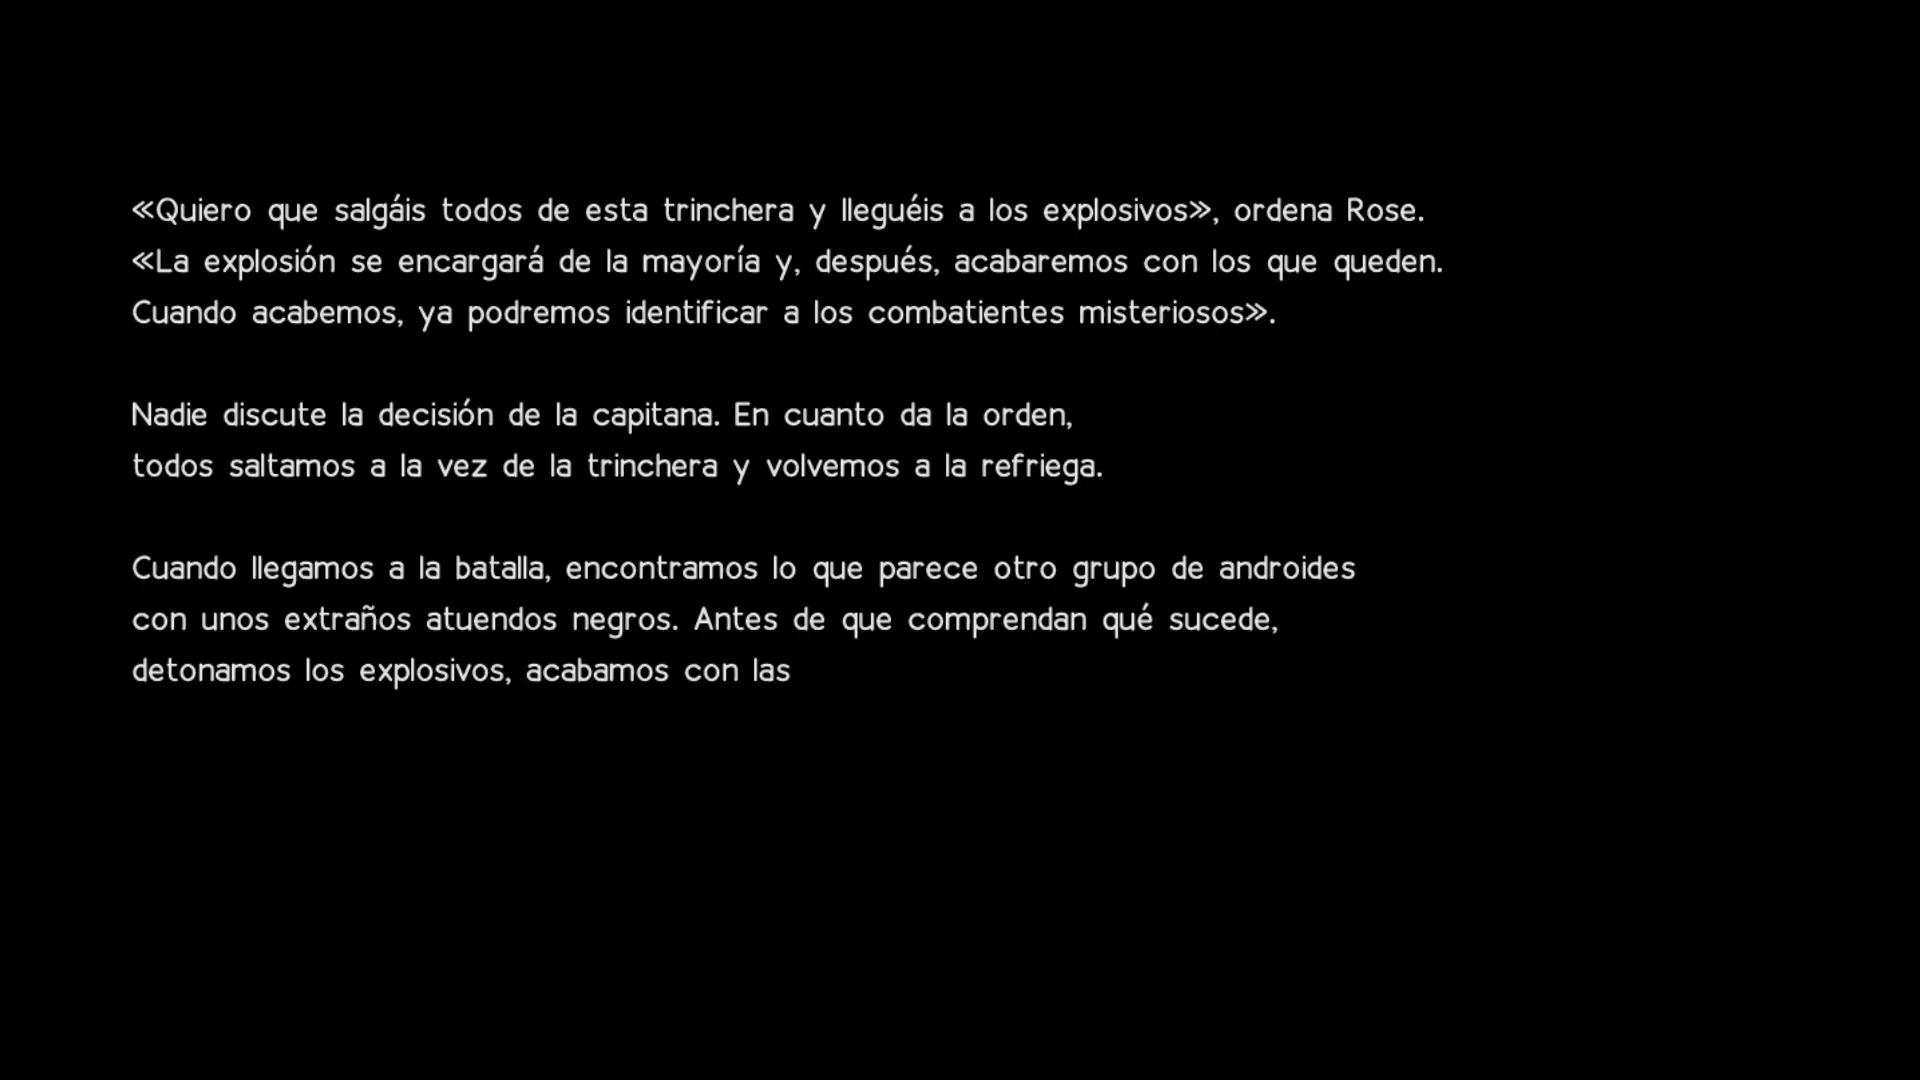 «Quiero que salgáis todos de esta trinchera y lleguéis a los explosivos», ordena Rose.
«La explosión se encargará de la mayoría y, después, acabaremos con los que queden.
Cuando acabemos, ya podremos identificar a los combatientes misteriosos».
Nadie discute la decisión de la capitana. En cuanto da la orden,
todos saltamos a la vez de la trinchera y volvemos a la refriega.
Cuando llegamos a la batalla, encontramos lo que parece otro grupo de androides
con unos extraños atuendos negros. Antes de que comprendan qué sucede,
detonamos los explosivos, acabamos con las